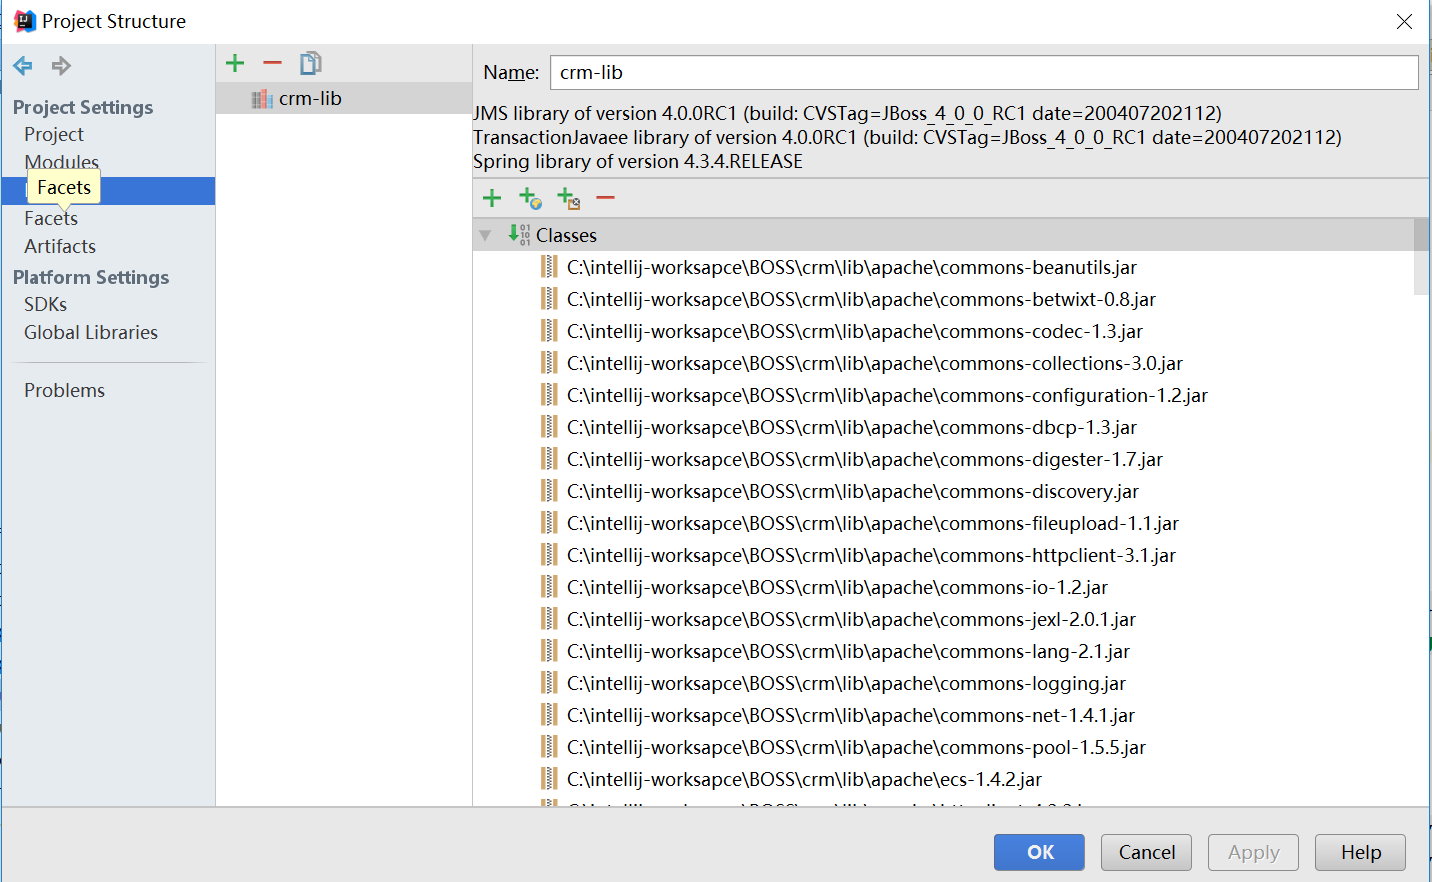 Project Structure
Project Settings
Project
Modules
Facets
Facets
Artifacts
Platform Settings
SDKs
Global Libraries
Problems
crm-lib
Name: crm-lib
JMS library of version 4.0.0RC1 (build: CVSTag=JBoss_4_0_0_RC1 date=200407202112)
TransactionJavaee library of version 4.0.0RC1 (build: CVSTag=JBoss_4_0_0_RC1 date=200407202112)
Spring library of version 4.3.4.RELEASE
Classes
C:\intellij-worksapce\BOSS\crm\lib\apache\commons-beanutils.jar
C:\intellij-worksapce\BOSS\crm\lib\apache\commons-betwixt-0.8.jar
C:\intellij-worksapce\BOSS\crm\lib\apache\commons-codec-1.3.jar
C:\intellij-worksapce\BOSS\crm\lib\apache\commons-collections-3.0.jar
C:\intellij-worksapce\BOSS\crm\lib\apache\commons-configuration-1.2.jar
C:\intellij-worksapce\BOSS\crm\lib\apache\commons-dbcp-1.3.jar
C:\intellij-worksapce\BOSS\crm\lib\apache\commons-digester-1.7.jar
C:\intellij-worksapce\BOSS\crm\lib\apache\commons-discovery.jar
C:\intellij-worksapce\BOSS\crm\lib\apache\commons-fileupload-1.1.jar
C:\intellij-worksapce\BOSS\crm\lib\apache\commons-httpclient-3.1.jar
C:\intellij-worksapce\BOSS\crm\lib\apache\commons-io-1.2.jar
C:\intellij-worksapce\BOSS\crm\lib\apache\commons-jexl-2.0.1.jar
C:\intellij-worksapce\BOSS\crm\lib\apache\commons-lang-2.1.jar
C:\intellij-worksapce\BOSS\crm\lib\apache\commons-logging.jar
C:\intellij-worksapce\BOSS\crm\lib\apache\commons-net-1.4.1.jar
C:\intellij-worksapce\BOSS\crm\lib\apache\commons-pool-1.5.5.jar
C:\intellij-worksapce\BOSS\crm\lib\apache\ecs-1.4.2.jar
OK Cancel Apply Help